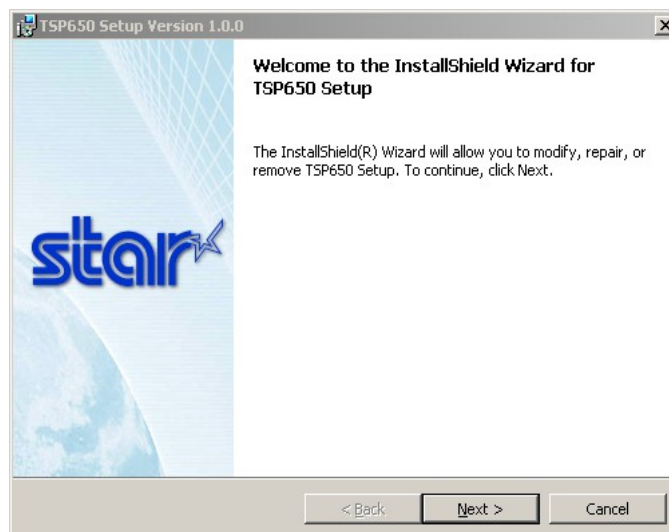 TSP650 Setup Version 1.0.0
Welcome to the InstallShield Wizard for
TSP650 Setup
The InstallShield(R) Wizard will allow you to modify, repair, or
remove TSP650 Setup. To continue, click Next.
star
< Back
Next >
Cancel